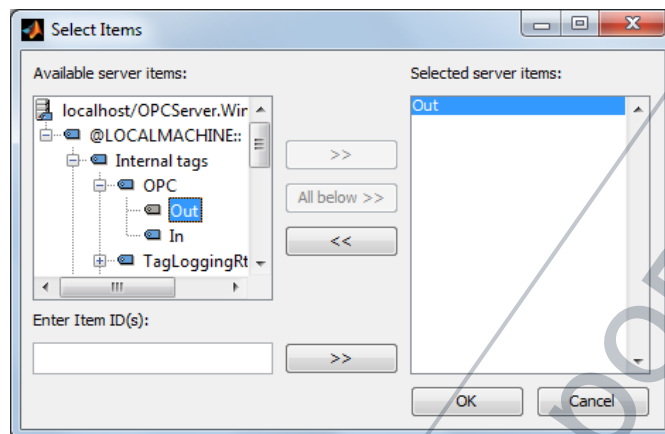 Select Items
Available server items:
Selected server items:
localhost/OPCServer.Wir
@LOCALMACHINE::
Internal tags
OPC
Out
In
TagLoggingRt
>>
All below >>
<<
Out
Enter Item ID(s):
>>
OK
Cancel